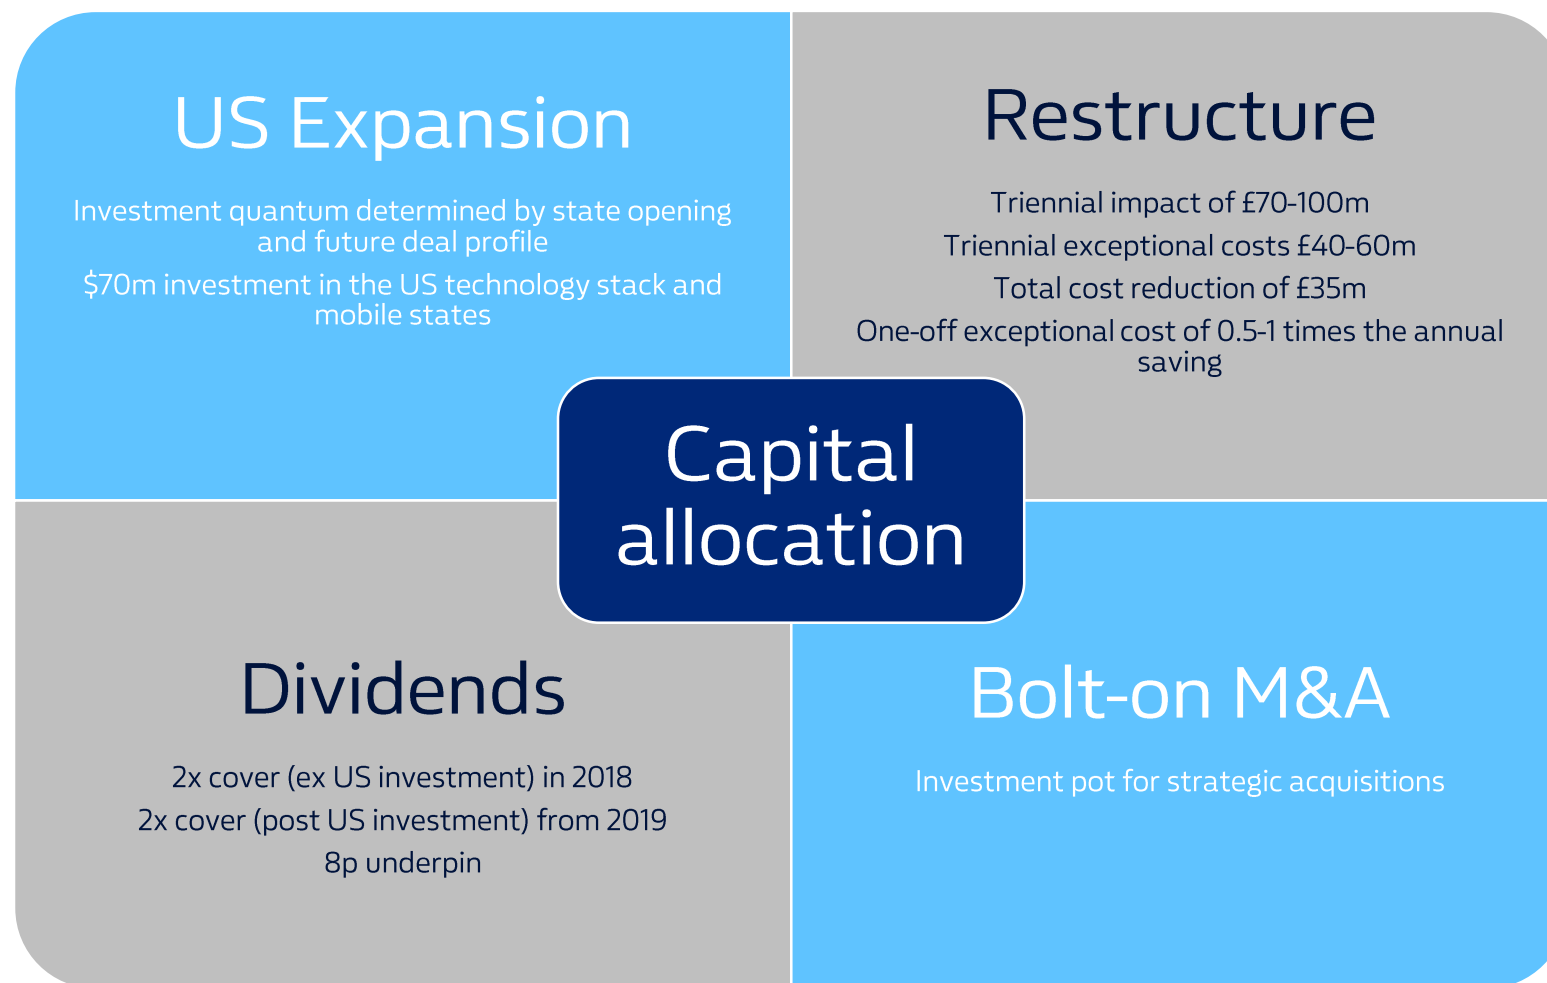 US Expansion
Investment quantum determined by state opening
and future deal profile
$70m investment in the US technology stack and
mobile states
Restructure
Triennial impact of £70-100m
Triennial exceptional costs £40-60m
Total cost reduction of £35m
One-off exceptional cost of 0.5-1 times the annual
saving
Capital
allocation
Dividends
2x cover (ex US investment) in 2018
2x cover (post US investment) from 2019
8p underpin
Bolt-on M&A
Investment pot for strategic acquisitions